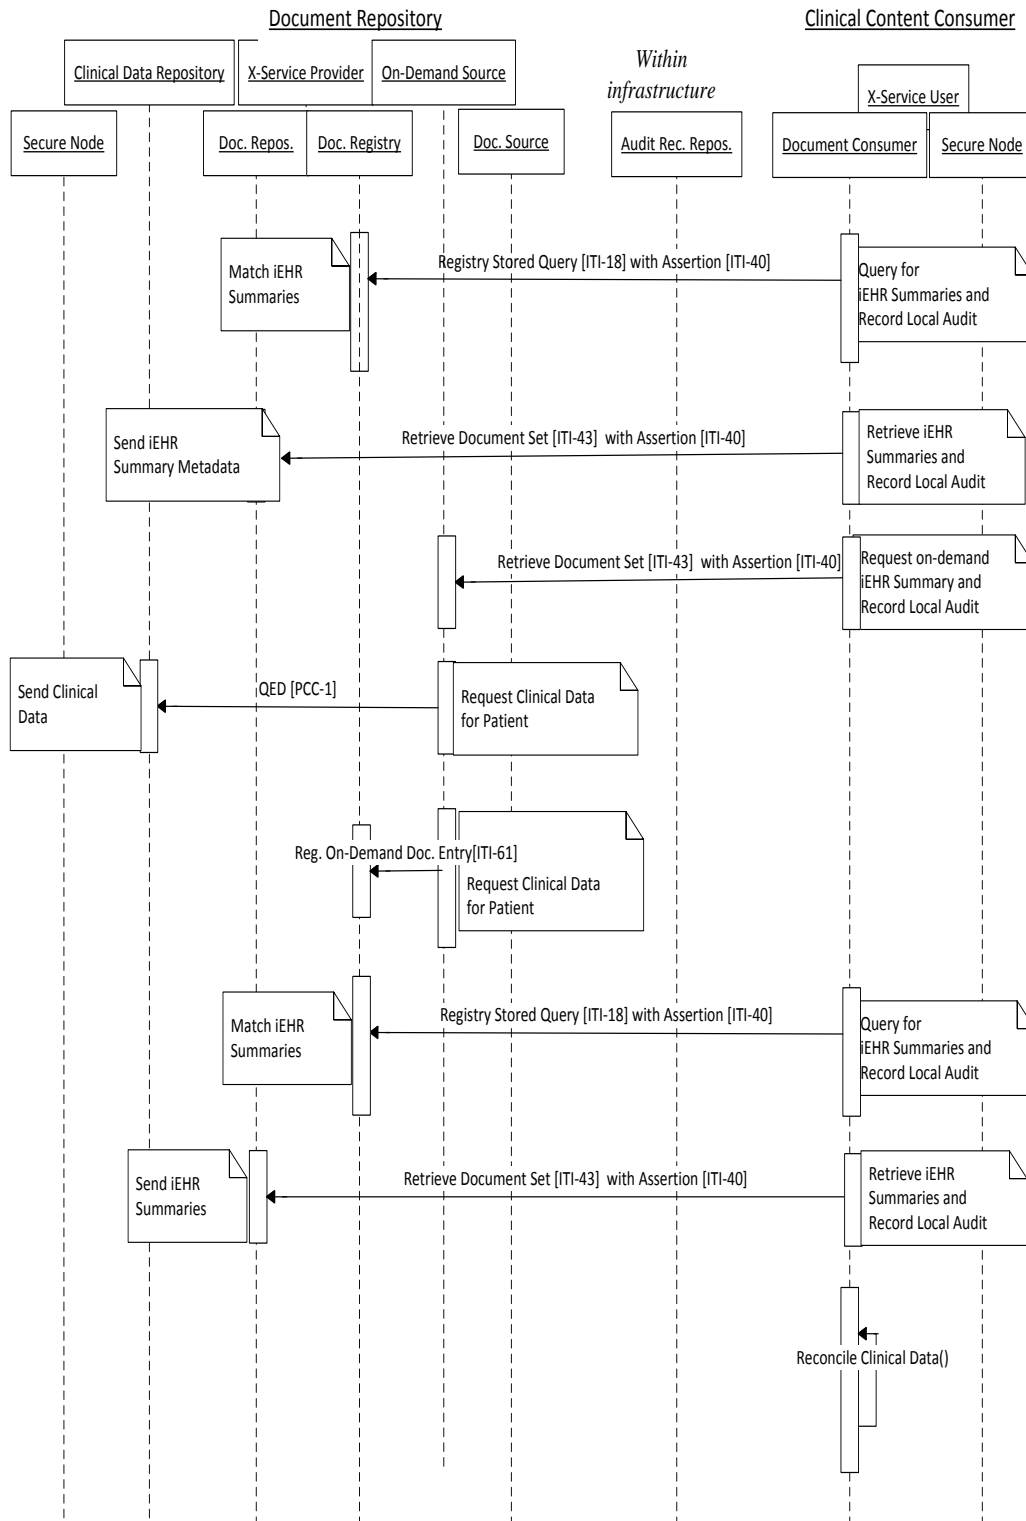 Document Repository
Clinical Content Consumer
Clinical Data Repository
X-Service Provider
On-Demand Source
Within
infrastructure
X-Service User
Secure Node
Doc. Repos.
Doc. Registry
Doc. Source
Audit Rec. Repos.
Document Consumer
Secure Node
Match iEHR
Summaries
Registry Stored Query [ITI-18] with Assertion [ITI-40]
Query for
iEHR Summaries and
Record Local Audit
Send iEHR
Summary Metadata
Retrieve Document Set [ITI-43]  with Assertion [ITI-40]
Retrieve iEHR
Summaries and
Record Local Audit
Retrieve Document Set [ITI-43]  with Assertion [ITI-40]
Request on-demand
iEHR Summary and
Record Local Audit
Send Clinical
Data
QED [PCC-1]
Request Clinical Data
for Patient
Reg. On-Demand Doc. Entry[ITI-61]
Request Clinical Data
for Patient
Match iEHR
Summaries
Registry Stored Query [ITI-18] with Assertion [ITI-40]
Query for
iEHR Summaries and
Record Local Audit
Send iEHR
Summaries
Retrieve Document Set [ITI-43]  with Assertion [ITI-40]
Retrieve iEHR
Summaries and
Record Local Audit
Reconcile Clinical Data()